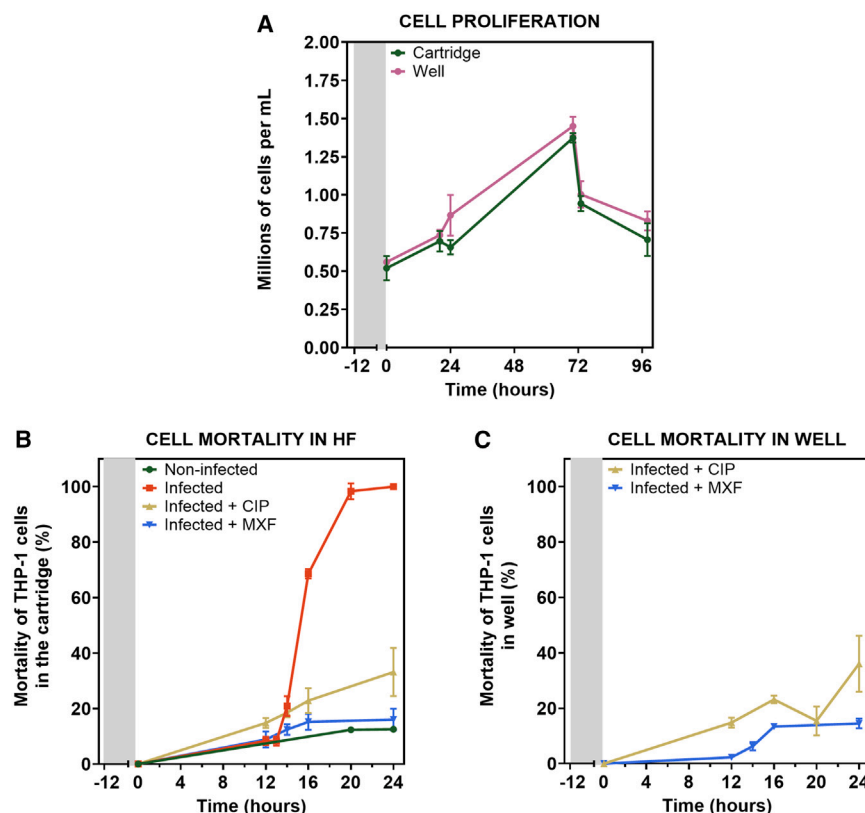 A
CELL PROLIFERATION
Cartridge
Well
Millions of cells per mL
2.00
1.75
1.50
1.25
1.00
0.75
0.50
0.25
0.00
-12 0 24 48 72 96
Time (hours)
B
CELL MORTALITY IN HF
Non-infected
Infected
Infected + CIP
Infected + MXF
Mortality of THP-1 cells
in the cartridge (%)
100
80
60
40
20
0
-12 0 4 8 12 16 20 24
Time (hours)
C
CELL MORTALITY IN WELL
Infected + CIP
Infected + MXF
Mortality of THP-1 cells
in well (%)
100
80
60
40
20
0
-12 0 4 8 12 16 20 24
Time (hours)